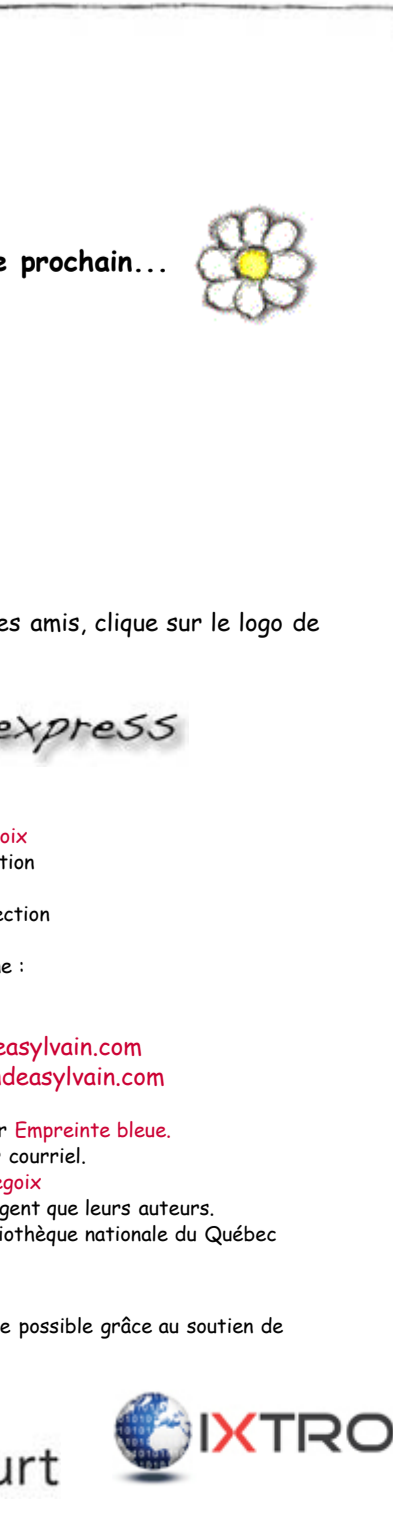 e prochain...
es amis, clique sur le logo de
express
oix
tion
ection
e :
easylvain.com
deasylvain.com
r Empreinte bleue.
courriel.
egoix
gent que leurs auteurs.
iothèque nationale du Québec
e possible grâce au soutien de
IXTRO
urt